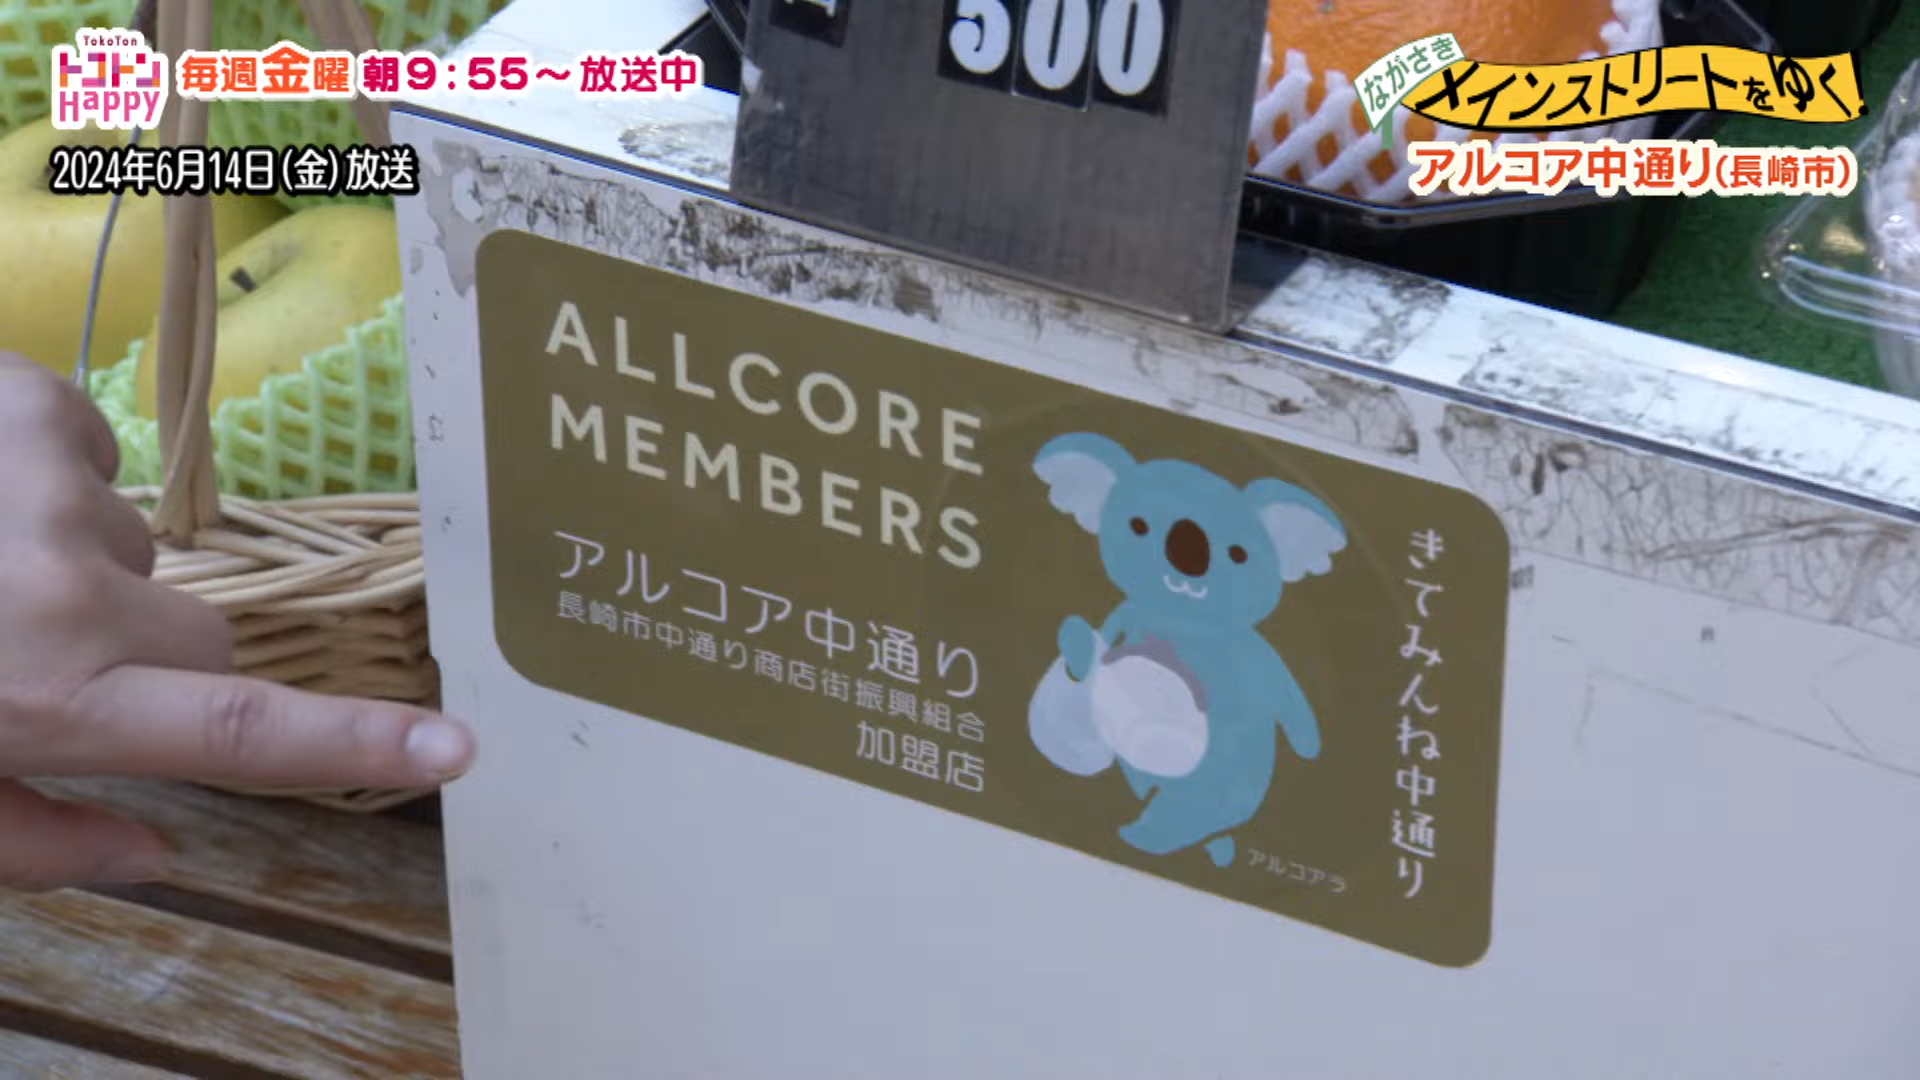 TokoTon
トコトン
Happy
毎週金曜 朝9:55～放送中
2024年6月14日(金)放送
ながさき
メインストリートをゆく!
アルコア中通り(長崎市)
500
ALLCORE
MEMBERS
アルコア中通り
長崎市中通り商店街振興組合
加盟店
きてみんね中通り
アルコアラ